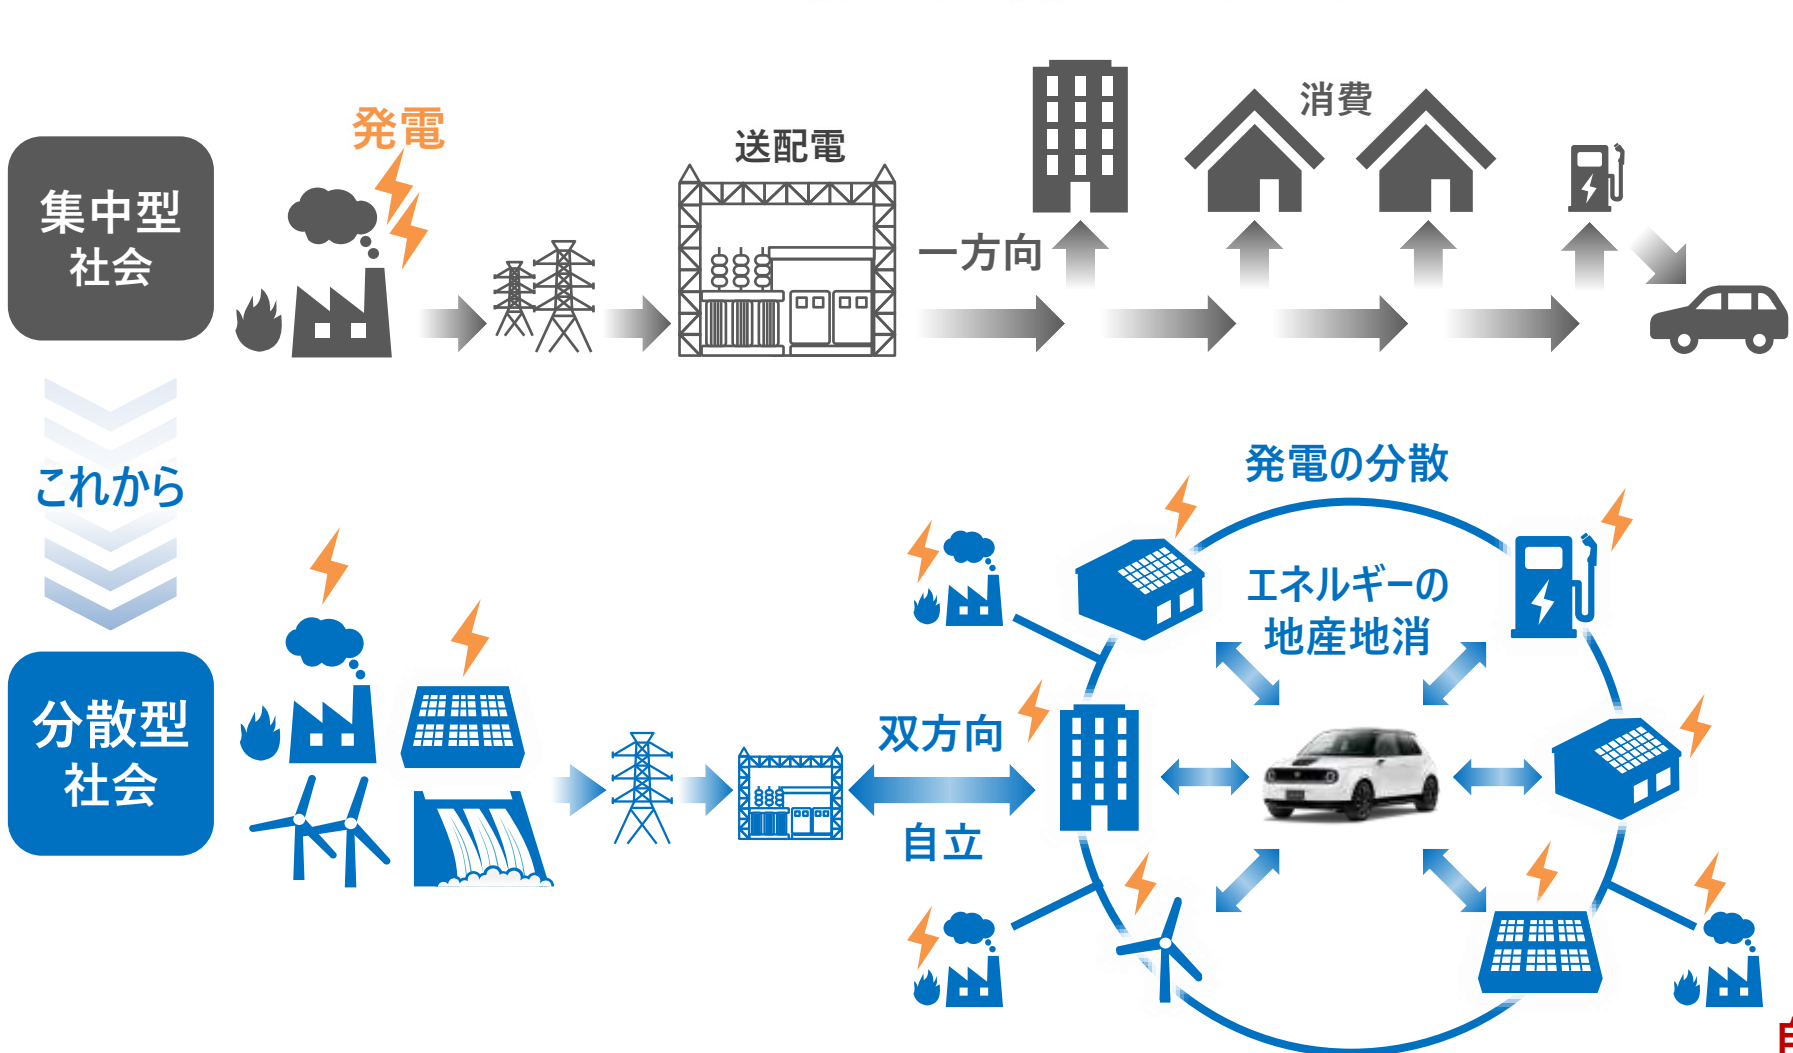 発電
送配電
消費
集中型
社会
一方向
これから
発電の分散
エネルギーの
地産地消
分散型
社会
双方向
自立